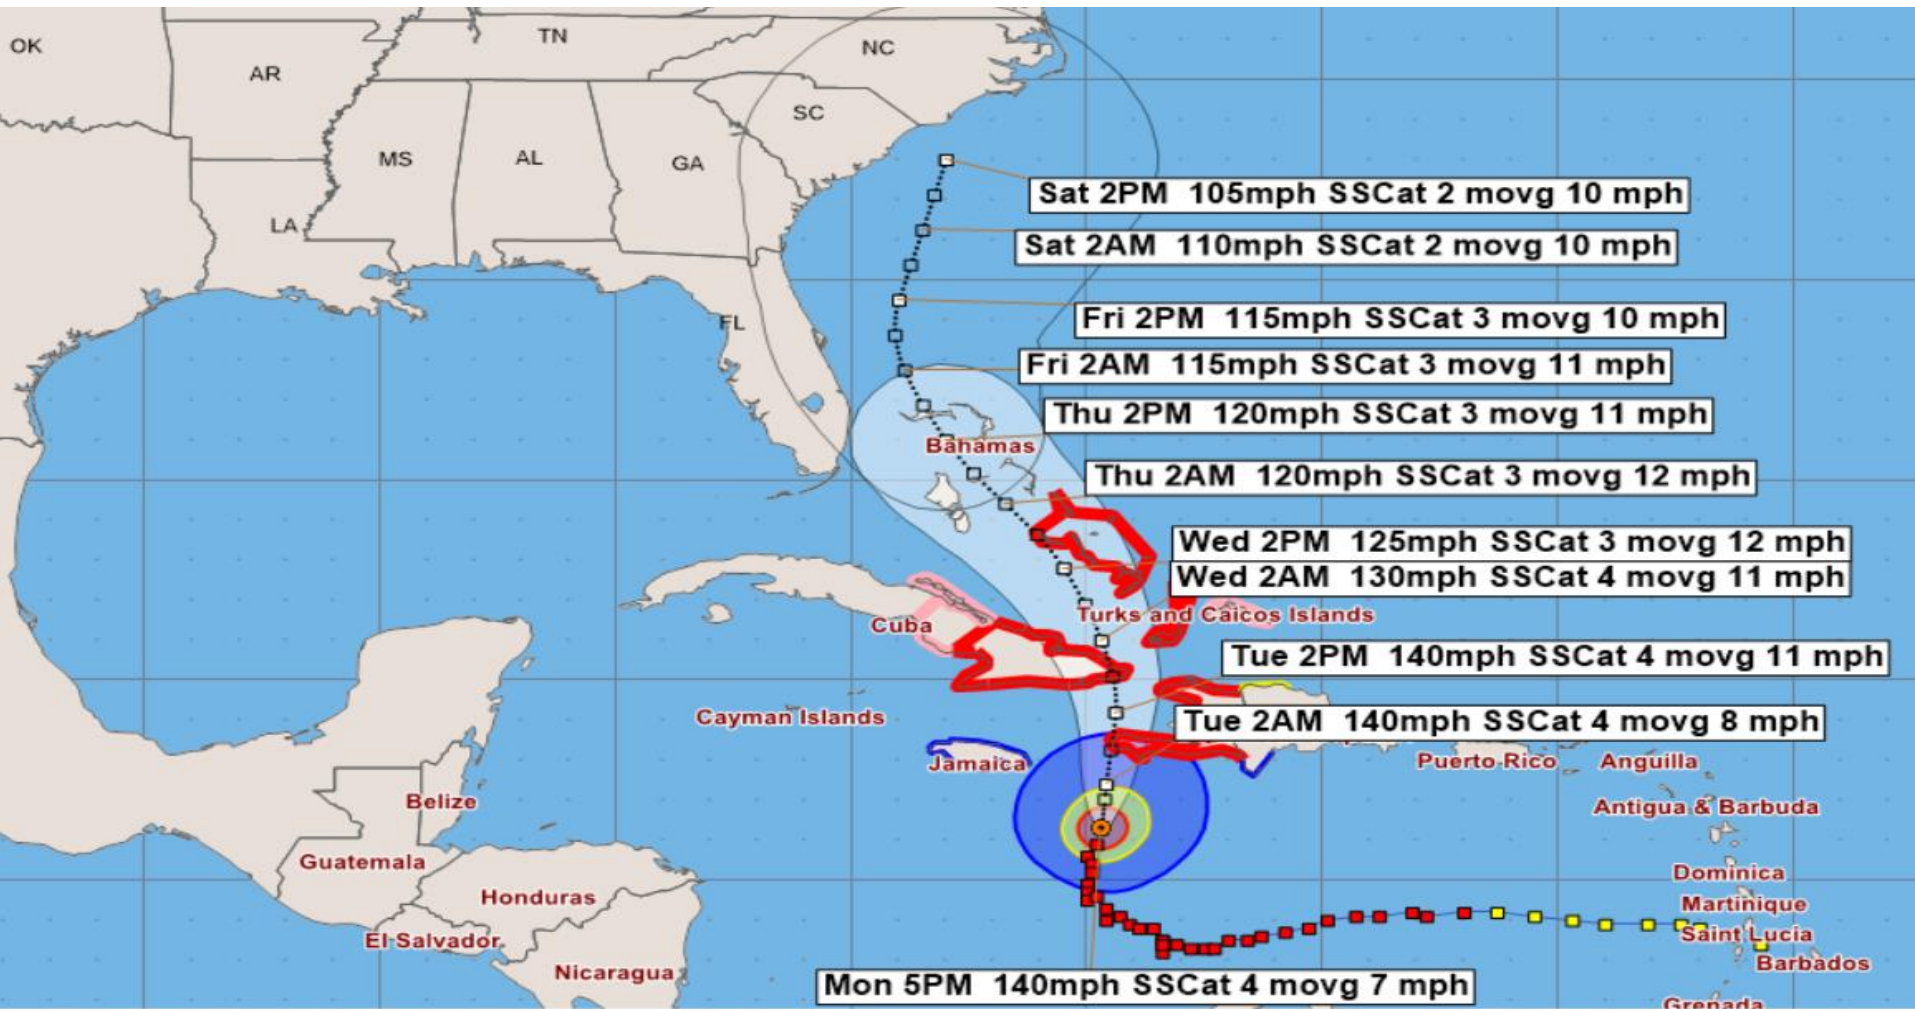 OK
TN
NC
AR
SC
MS
AL
GA
LA
FL
Sat 2PM 105mph SSCat 2 movg 10 mph
Sat 2AM 110mph SSCat 2 movg 10 mph
Fri 2PM 115mph SSCat 3 movg 10 mph
Fri 2AM 115mph SSCat 3 movg 11 mph
Thu 2PM 120mph SSCat 3 movg 11 mph
Bahamas
Thu 2AM 120mph SSCat 3 movg 12 mph
Wed 2PM 125mph SSCat 3 movg 12 mph
Wed 2AM 130mph SSCat 4 movg 11 mph
Turks and Caicos Islands
Cuba
Tue 2PM 140mph SSCat 4 movg 11 mph
Cayman Islands
Tue 2AM 140mph SSCat 4 movg 8 mph
Jamaica
Puerto Rico
Anguilla
Belize
Antigua & Barbuda
Guatemala
Dominica
Honduras
Martinique
El Salvador
Saint Lucia
Nicaragua
Barbados
Mon 5PM 140mph SSCat 4 movg 7 mph
Grenada